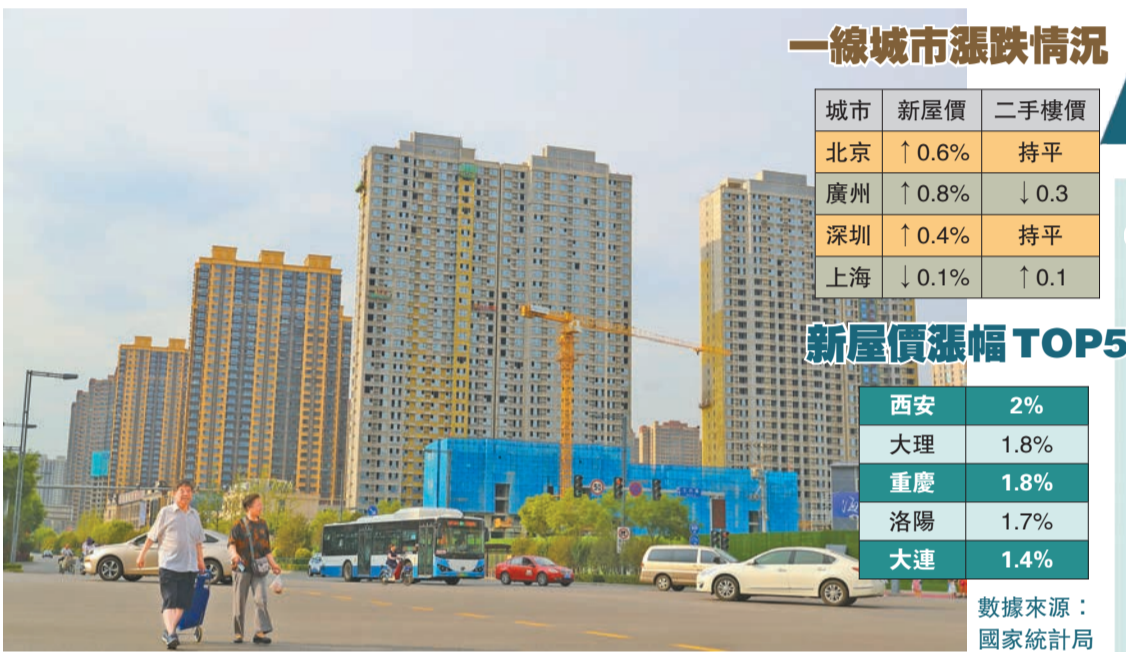 一線城市漲跌情況
城市 新屋價 二手樓價
北京 ↑0.6% 持平
廣州 ↑0.8% ↓0.3
深圳 ↑0.4% 持平
上海 ↓0.1% ↑0.1
新屋價漲幅TOP5
西安 2%
大理 1.8%
重慶 1.8%
洛陽 1.7%
大連 1.4%
數據來源：
國家統計局